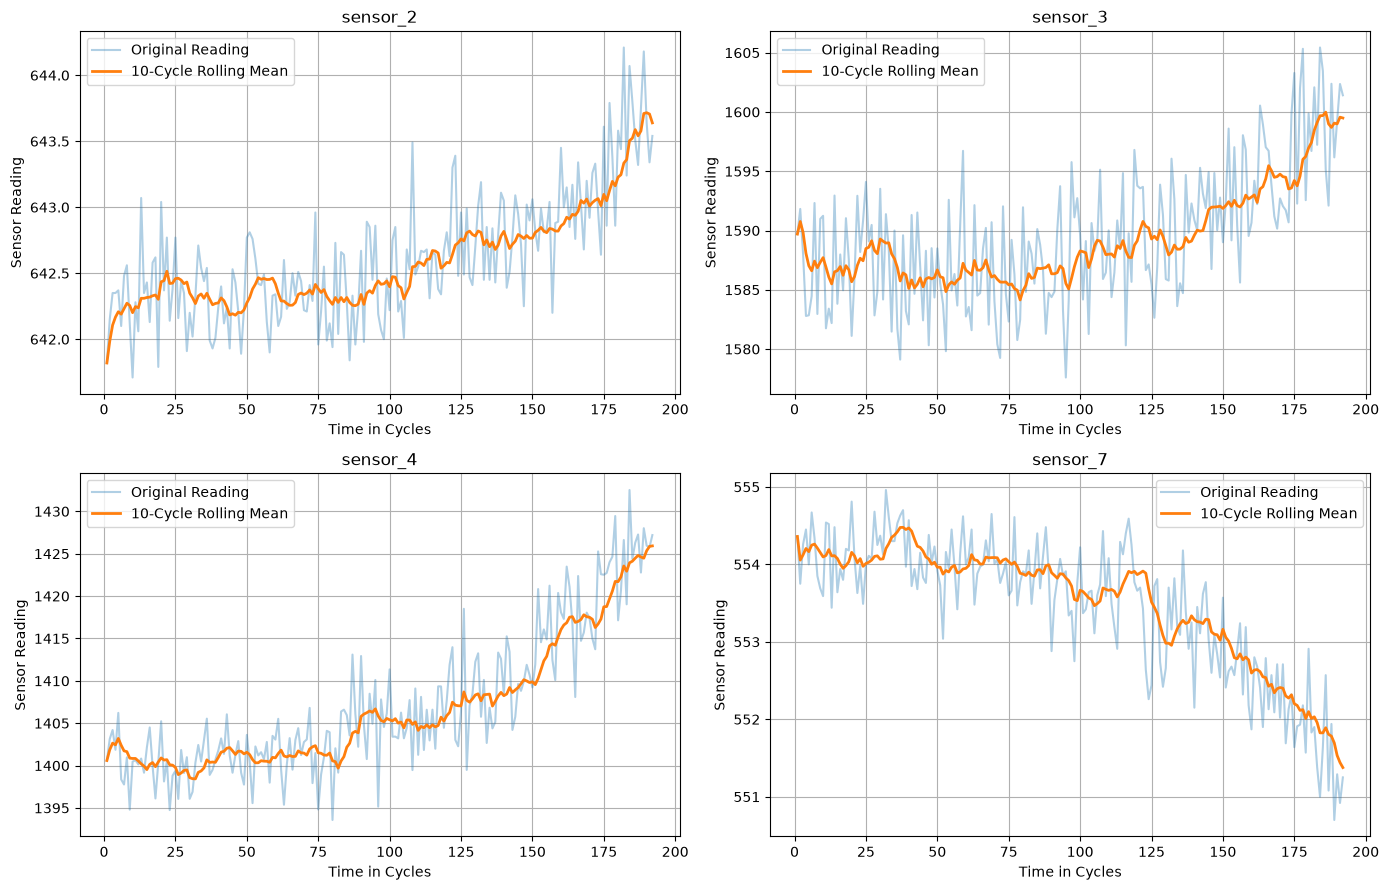 sensor_2
Original Reading
10-Cycle Rolling Mean
644.0
643.5
643.0
642.5
642.0
Sensor Reading
0 25 50 75 100 125 150 175 200
Time in Cycles
sensor_3
Original Reading
10-Cycle Rolling Mean
1605
1600
1595
1590
1585
1580
Sensor Reading
0 25 50 75 100 125 150 175 200
Time in Cycles
sensor_4
Original Reading
10-Cycle Rolling Mean
1430
1425
1420
1415
1410
1405
1400
1395
Sensor Reading
0 25 50 75 100 125 150 175 200
Time in Cycles
sensor_7
Original Reading
10-Cycle Rolling Mean
555
554
553
552
551
Sensor Reading
0 25 50 75 100 125 150 175 200
Time in Cycles